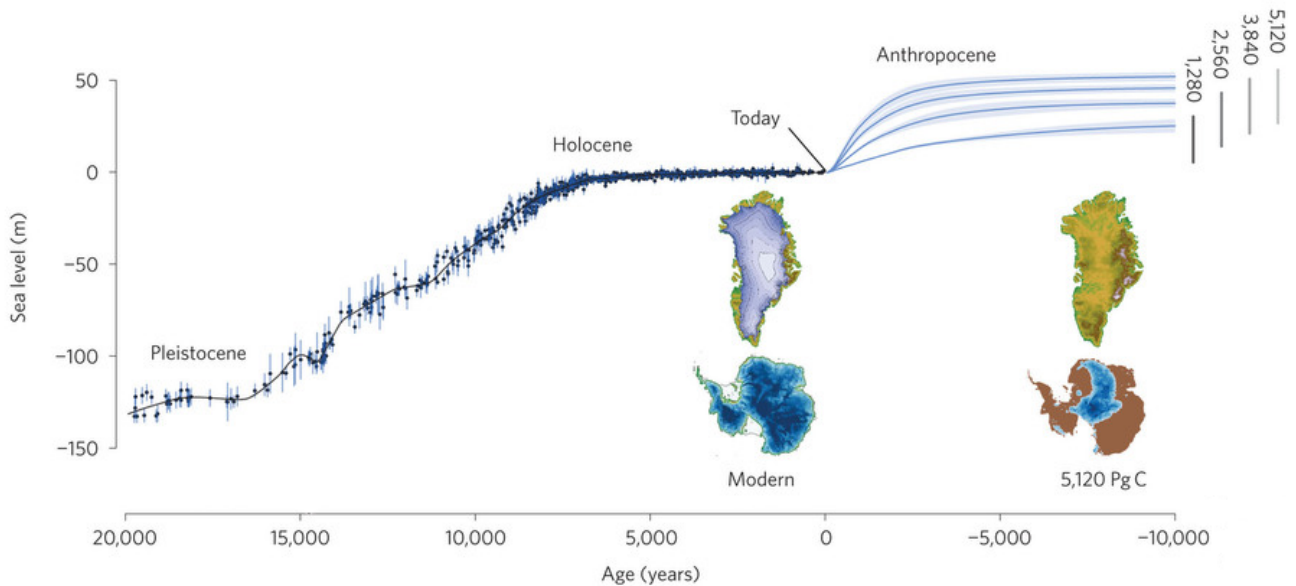 5,120
3,840
2,560
1,280
Anthropocene
50
Today
Holocene
0
Sea level (m)
−50
Pleistocene
−100
−150
Modern
5,120 Pg C
20,000
15,000
10,000
5,000
0
−5,000
−10,000
Age (years)